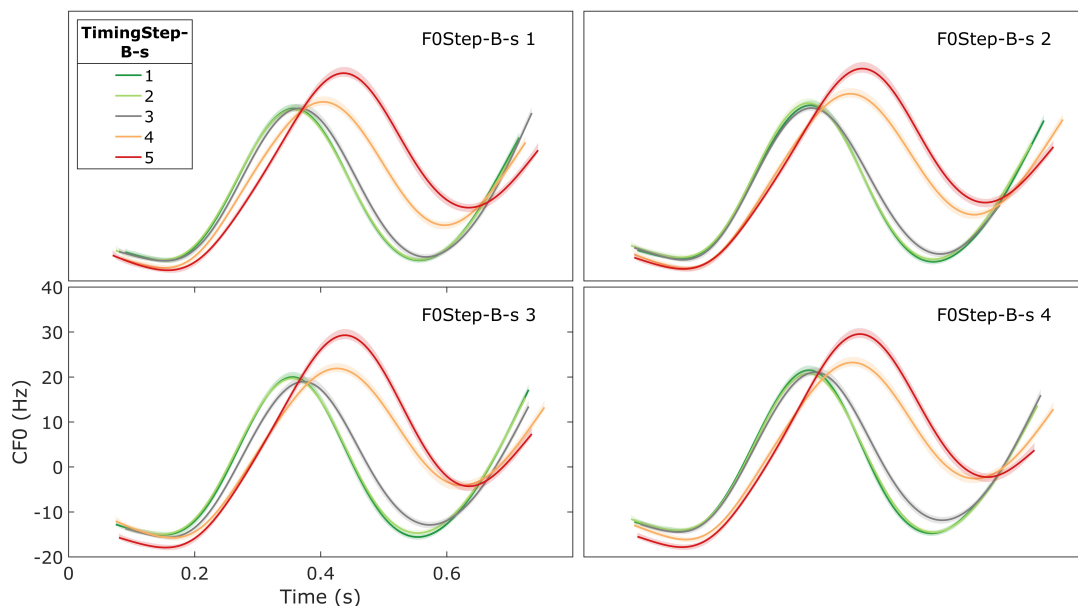 TimingStep-
B-s
1
2
3
4
5
F0Step-B-s 1
F0Step-B-s 2
F0Step-B-s 3
F0Step-B-s 4
40
30
20
10
0
-10
-20
CF0 (Hz)
0 0.2 0.4 0.6
Time (s)